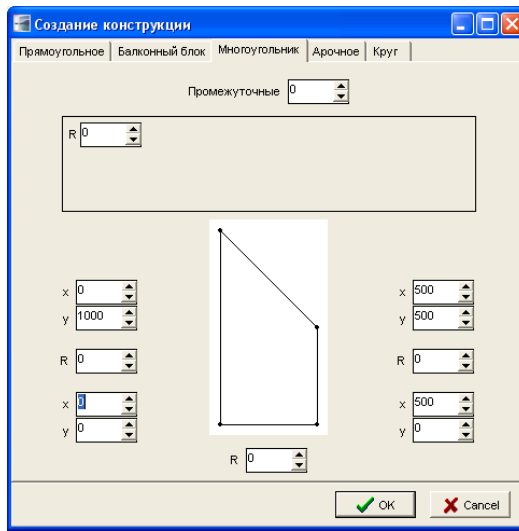 Создание конструкции
Прямоугольное Балконный блок Многоугольник Арочное Круг
Промежуточные 0
R 0
x 0 x 500
y 1000 y 500
R 0 R 0
x 0 x 500
y 0 y 0
R 0
OK Cancel